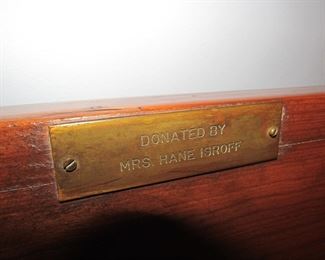 DONATED BY
MRS. HANE ISROFF